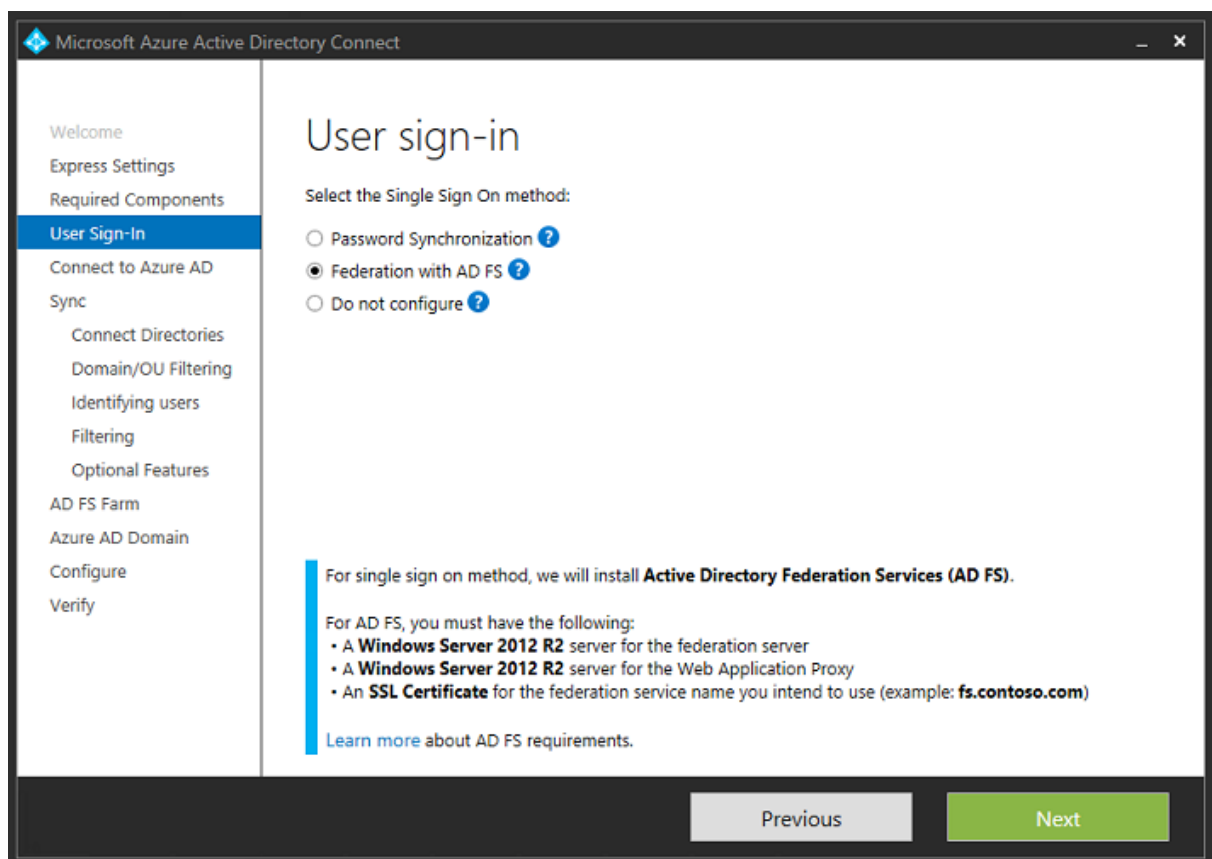 Microsoft Azure Active Directory Connect
Welcome
Express Settings
Required Components
User Sign-In
Connect to Azure AD
Sync
Connect Directories
Domain/OU Filtering
Identifying users
Filtering
Optional Features
AD FS Farm
Azure AD Domain
Configure
Verify
User sign-in
Select the Single Sign On method:
Password Synchronization ?
Federation with AD FS ?
Do not configure ?
For single sign on method, we will install Active Directory Federation Services (AD FS).
For AD FS, you must have the following:
• A Windows Server 2012 R2 server for the federation server
• A Windows Server 2012 R2 server for the Web Application Proxy
• An SSL Certificate for the federation service name you intend to use (example: fs.contoso.com)
Learn more about AD FS requirements.
Previous
Next